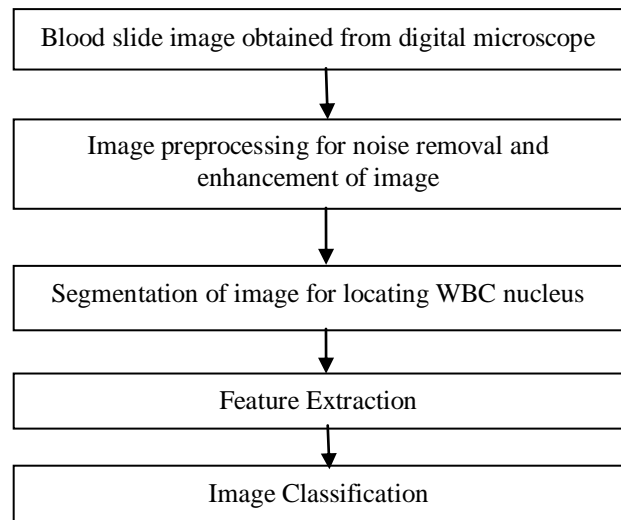 Blood slide image obtained from digital microscope
Image preprocessing for noise removal and
enhancement of image
Segmentation of image for locating WBC nucleus
Feature Extraction
Image Classification